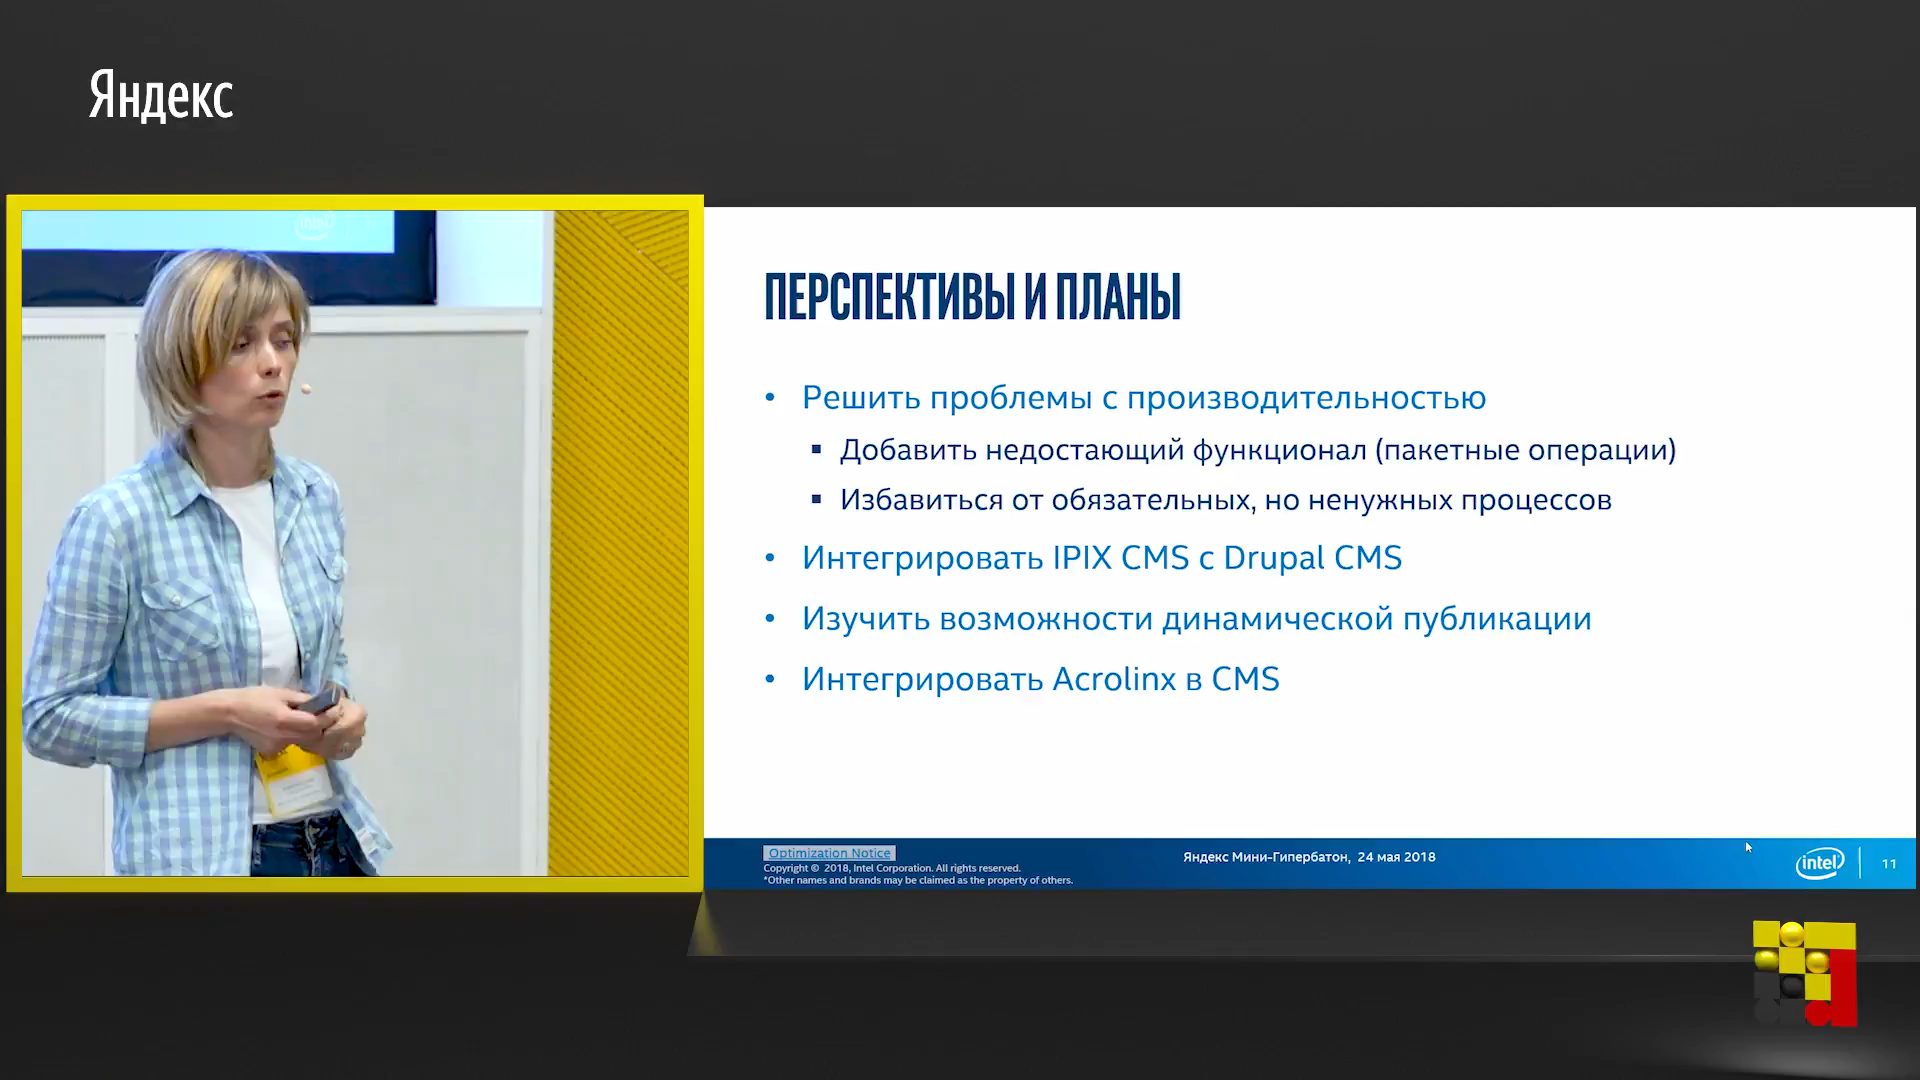 Яндекс
intel
ПЕРСПЕКТИВЫ И ПЛАНЫ
• Решить проблемы с производительностью
▪ Добавить недостающий функционал (пакетные операции)
▪ Избавиться от обязательных, но ненужных процессов
• Интегрировать IPIX CMS с Drupal CMS
• Изучить возможности динамической публикации
• Интегрировать Acrolinx в CMS
Optimization Notice
Copyright © 2018, Intel Corporation. All rights reserved.
*Other names and brands may be claimed as the property of others.
Яндекс Мини-Гипербатон, 24 мая 2018
intel
11